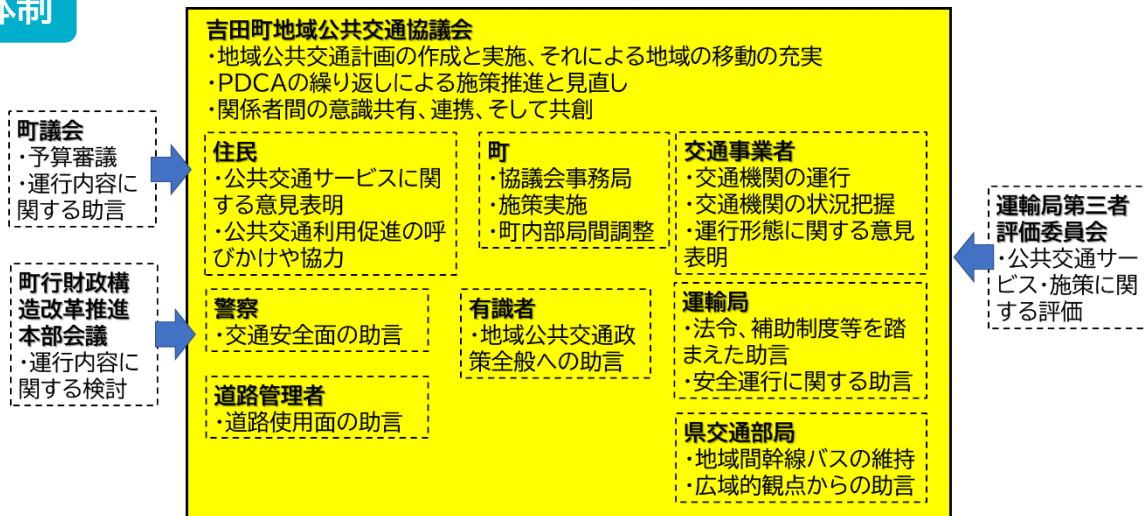 体制
吉田町地域公共交通協議会
・地域公共交通計画の作成と実施、それによる地域の移動の充実
・PDCAの繰り返しによる施策推進と見直し
・関係者間の意識共有、連携、そして共創
町議会
・予算審議
・運行内容に
関する助言
町行財政構
造改革推進
本部会議
・運行内容に
関する検討
住民
・公共交通サービスに関
する意見表明
・公共交通利用促進の呼
びかけや協力
町
・協議会事務局
・施策実施
・町内部局間調整
交通事業者
・交通機関の運行
・交通機関の状況把握
・運行形態に関する意見
表明
警察
・交通安全面の助言
有識者
・地域公共交通政
策全般への助言
運輸局
・法令、補助制度等を踏
まえた助言
・安全運行に関する助言
道路管理者
・道路使用面の助言
県交通部局
・地域間幹線バスの維持
・広域的観点からの助言
運輸局第三者
評価委員会
・公共交通サー
ビス・施策に関
する評価